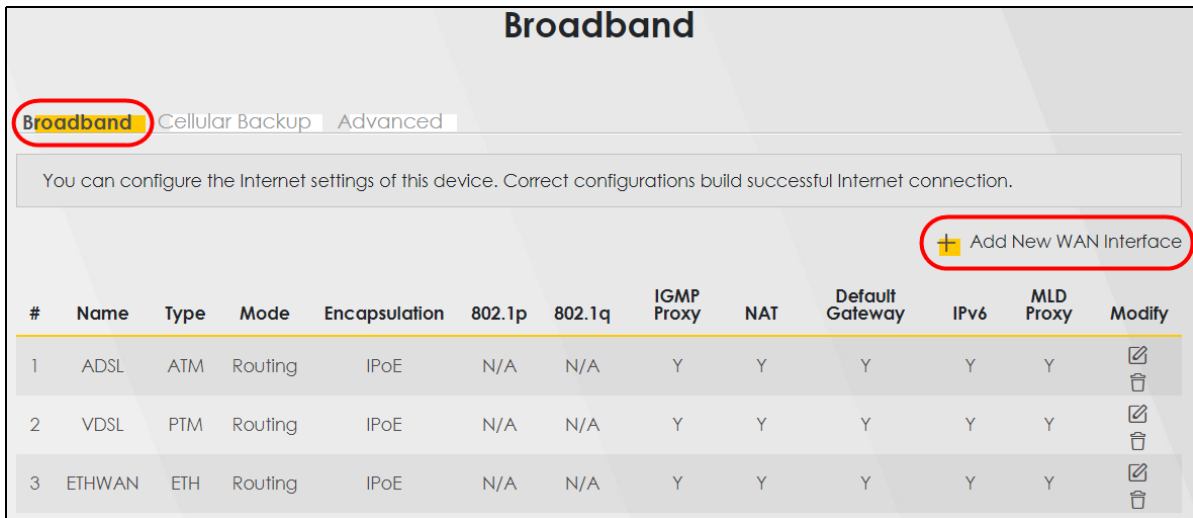 Broadband
Broadband Cellular Backup Advanced
You can configure the Internet settings of this device. Correct configurations build successful Internet connection.
+ Add New WAN Interface
# Name Type Mode Encapsulation 802.1p 802.1q IGMP Proxy NAT Default Gateway IPv6 MLD Proxy Modify
1 ADSL ATM Routing IPoE N/A N/A Y Y Y Y Y
2 VDSL PTM Routing IPoE N/A N/A Y Y Y Y Y
3 ETHWAN ETH Routing IPoE N/A N/A Y Y Y Y Y